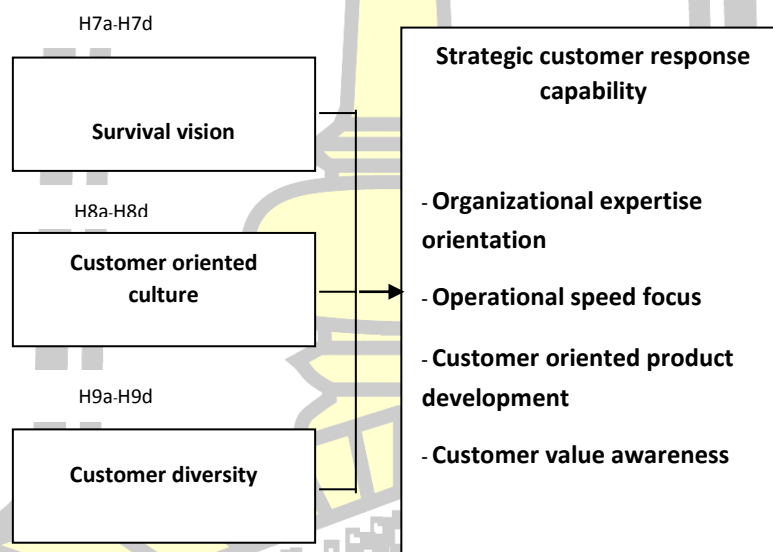 H7a-H7d
Survival vision
H8a-H8d
Customer oriented
culture
H9a-H9d
Customer diversity
Strategic customer response
capability
- Organizational expertise
orientation
- Operational speed focus
- Customer oriented product
development
- Customer value awareness